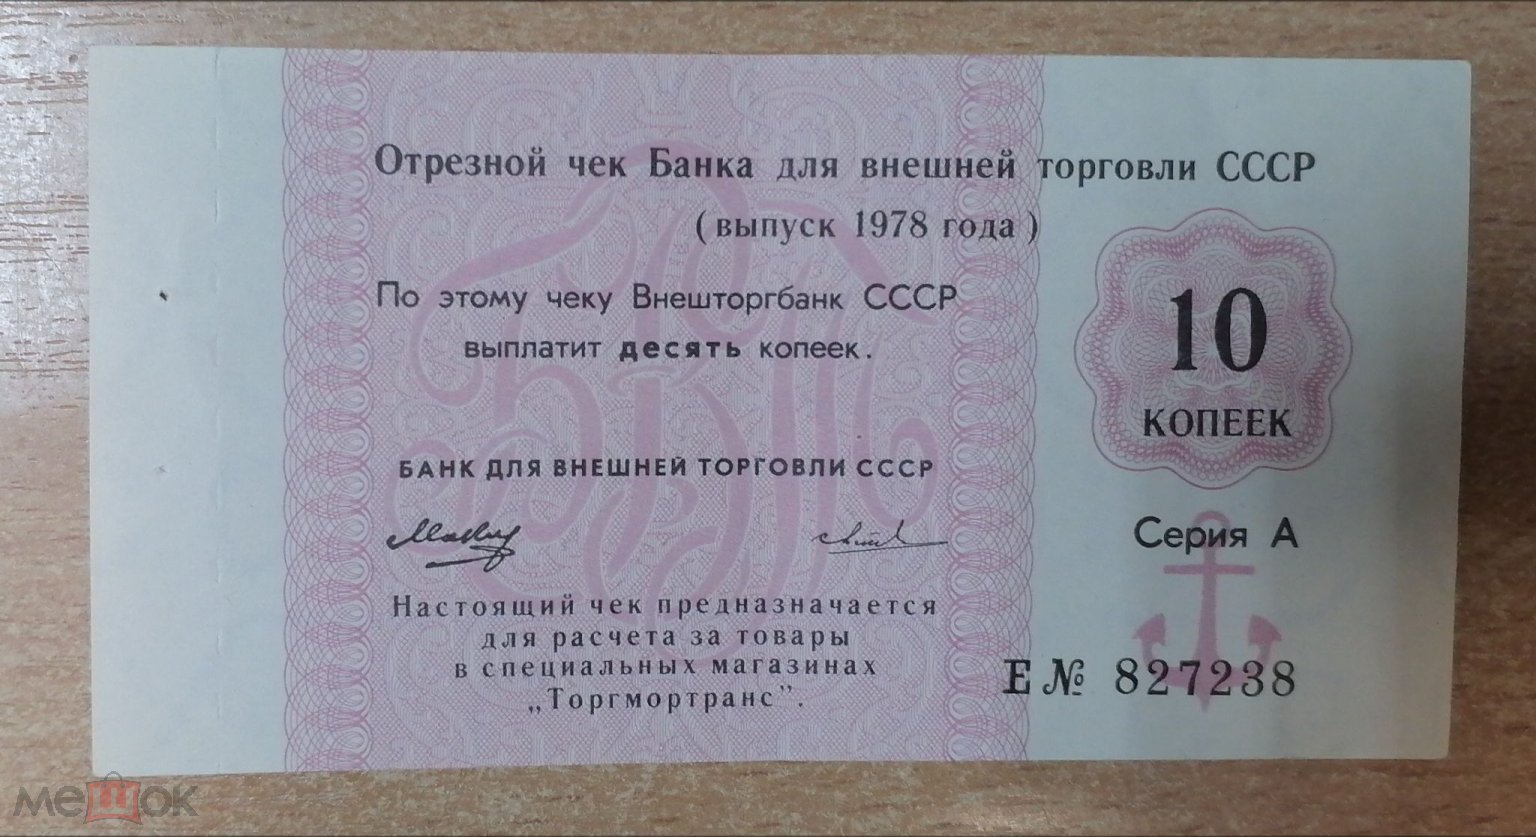 Отрезной чек Банка для внешней торговли СССР
(выпуск 1978 года)
По этому чеку Внешторгбанк СССР
выплатит десять копеек.
10
КОПЕЕК
БАНК ДЛЯ ВНЕШНЕЙ ТОРГОВЛИ СССР
Серия А
Настоящий чек предназначается
для расчета за товары
в специальных магазинах
„Торгмортранс”.
Е № 827238
мешок